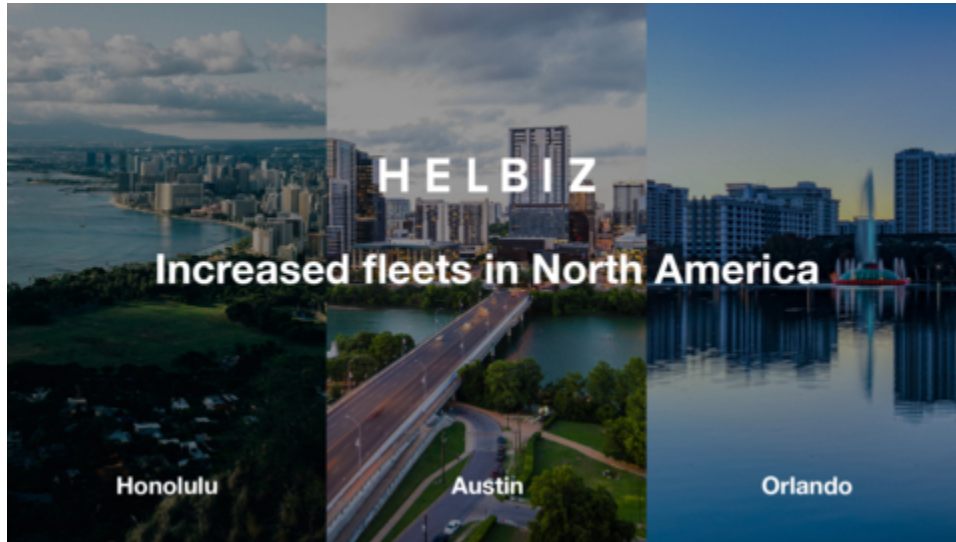 HELBIZ
Increased fleets in North America
Honolulu
Austin
Orlando